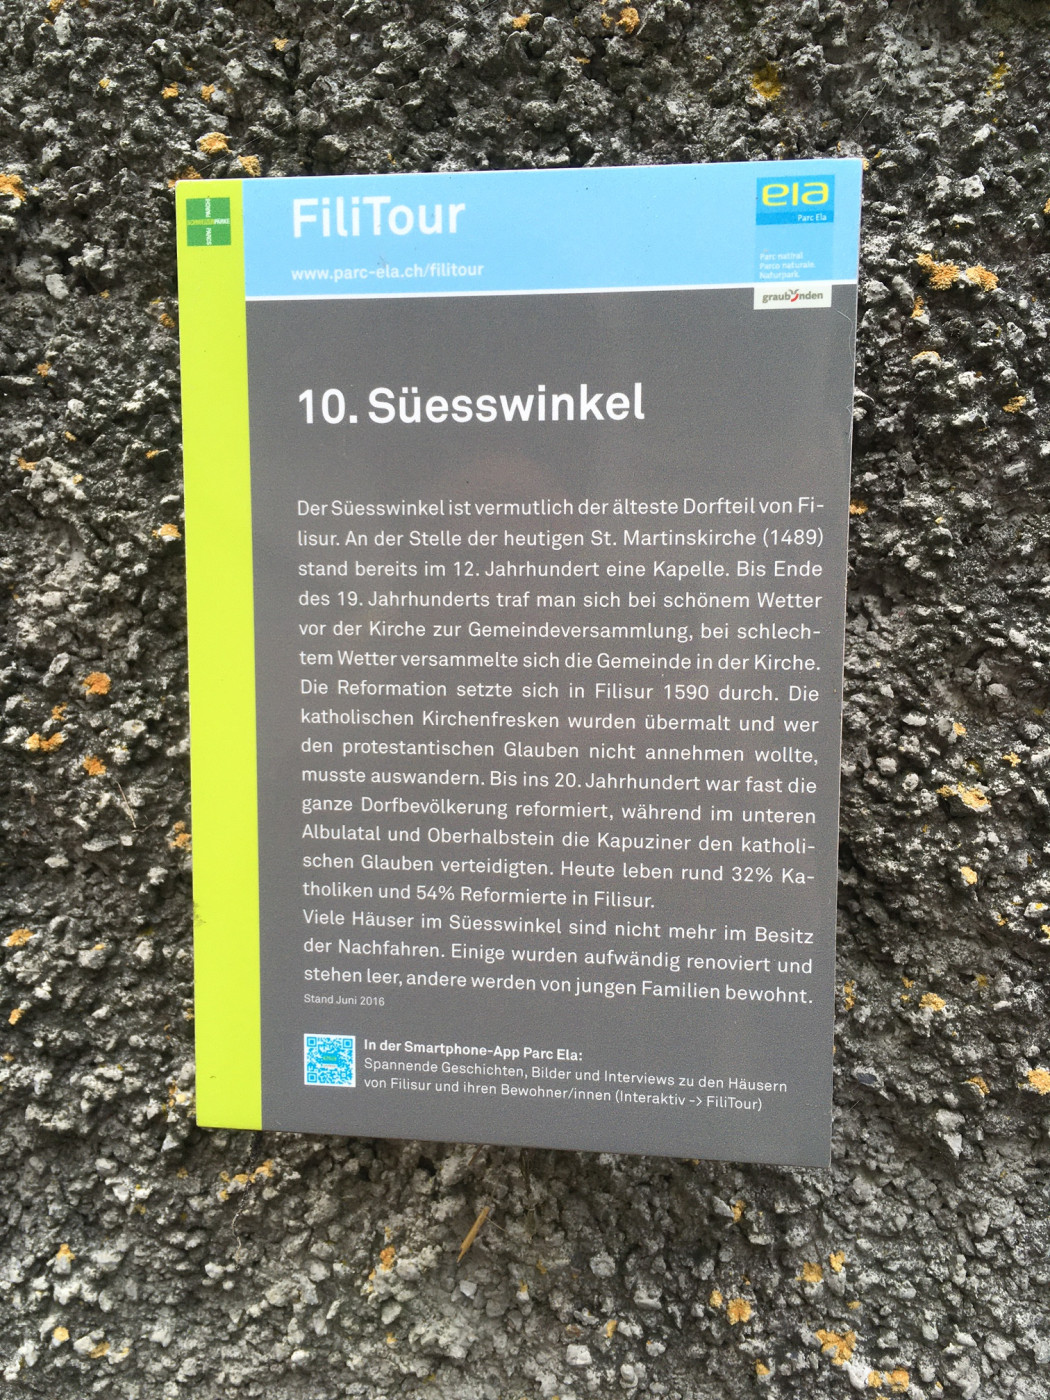 FiliTour
www.parc-ela.ch/filitour
ela
Parc Ela
Parc natiral
Parco naturale
Naturpark
graubünden
10. Süesswinkel
Der Süesswinkel ist vermutlich der älteste Dorfteil von Fi-
lisur. An der Stelle der heutigen St. Martinskirche (1489)
stand bereits im 12. Jahrhundert eine Kapelle. Bis Ende
des 19. Jahrhunderts traf man sich bei schönem Wetter
vor der Kirche zur Gemeindeversammlung, bei schlech-
tem Wetter versammelte sich die Gemeinde in der Kirche.
Die Reformation setzte sich in Filisur 1590 durch. Die
katholischen Kirchenfresken wurden übermalt und wer
den protestantischen Glauben nicht annehmen wollte,
musste auswandern. Bis ins 20. Jahrhundert war fast die
ganze Dorfbevölkerung reformiert, während im unteren
Albulatal und Oberhalbstein die Kapuziner den katholi-
schen Glauben verteidigten. Heute leben rund 32% Ka-
tholiken und 54% Reformierte in Filisur.
Viele Häuser im Süesswinkel sind nicht mehr im Besitz
der Nachfahren. Einige wurden aufwändig renoviert und
stehen leer, andere werden von jungen Familien bewohnt.
Stand Juni 2016
In der Smartphone-App Parc Ela:
Spannende Geschichten, Bilder und Interviews zu den Häusern
von Filisur und ihren Bewohner/innen (Interaktiv -> FiliTour)